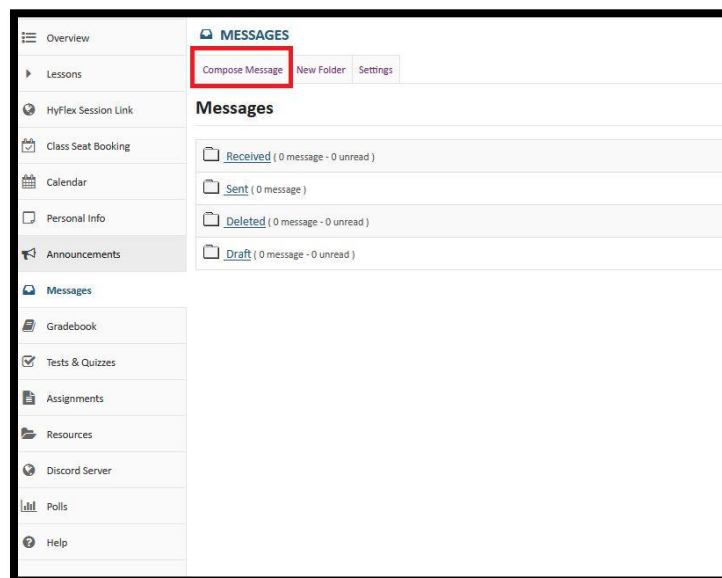 Overview
Lessons
HyFlex Session Link
Class Seat Booking
Calendar
Personal Info
Announcements
Messages
Gradebook
Tests & Quizzes
Assignments
Resources
Discord Server
Polls
Help
MESSAGES
Compose Message New Folder Settings
Messages
Received ( 0 message - 0 unread )
Sent ( 0 message )
Deleted ( 0 message - 0 unread )
Draft ( 0 message - 0 unread )